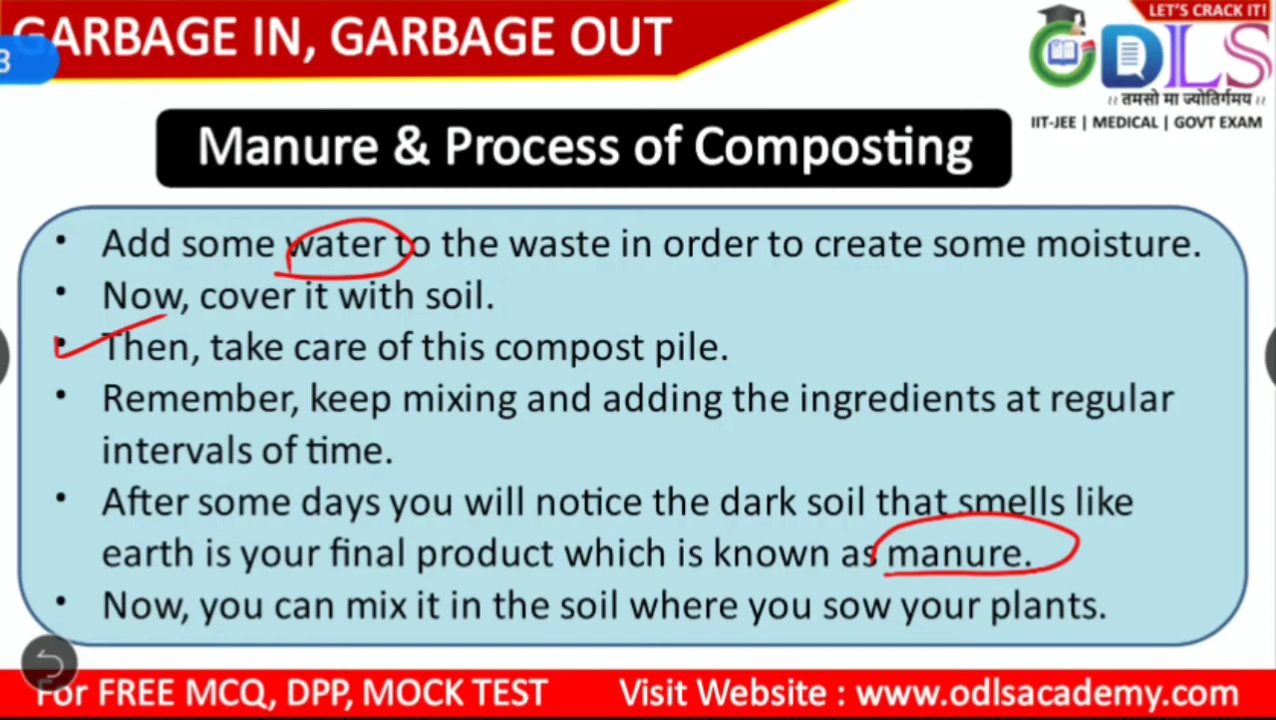 GARBAGE IN, GARBAGE OUT
LET'S CRACK IT!
3
ODLS
|| तमसो मा ज्योतिर्गमय ||
IIT-JEE | MEDICAL | GOVT EXAM
Manure & Process of Composting
• Add some water to the waste in order to create some moisture.
• Now, cover it with soil.
• Then, take care of this compost pile.
• Remember, keep mixing and adding the ingredients at regular
intervals of time.
• After some days you will notice the dark soil that smells like
earth is your final product which is known as manure.
• Now, you can mix it in the soil where you sow your plants.
For FREE MCQ, DPP, MOCK TEST Visit Website : www.odlsacademy.com